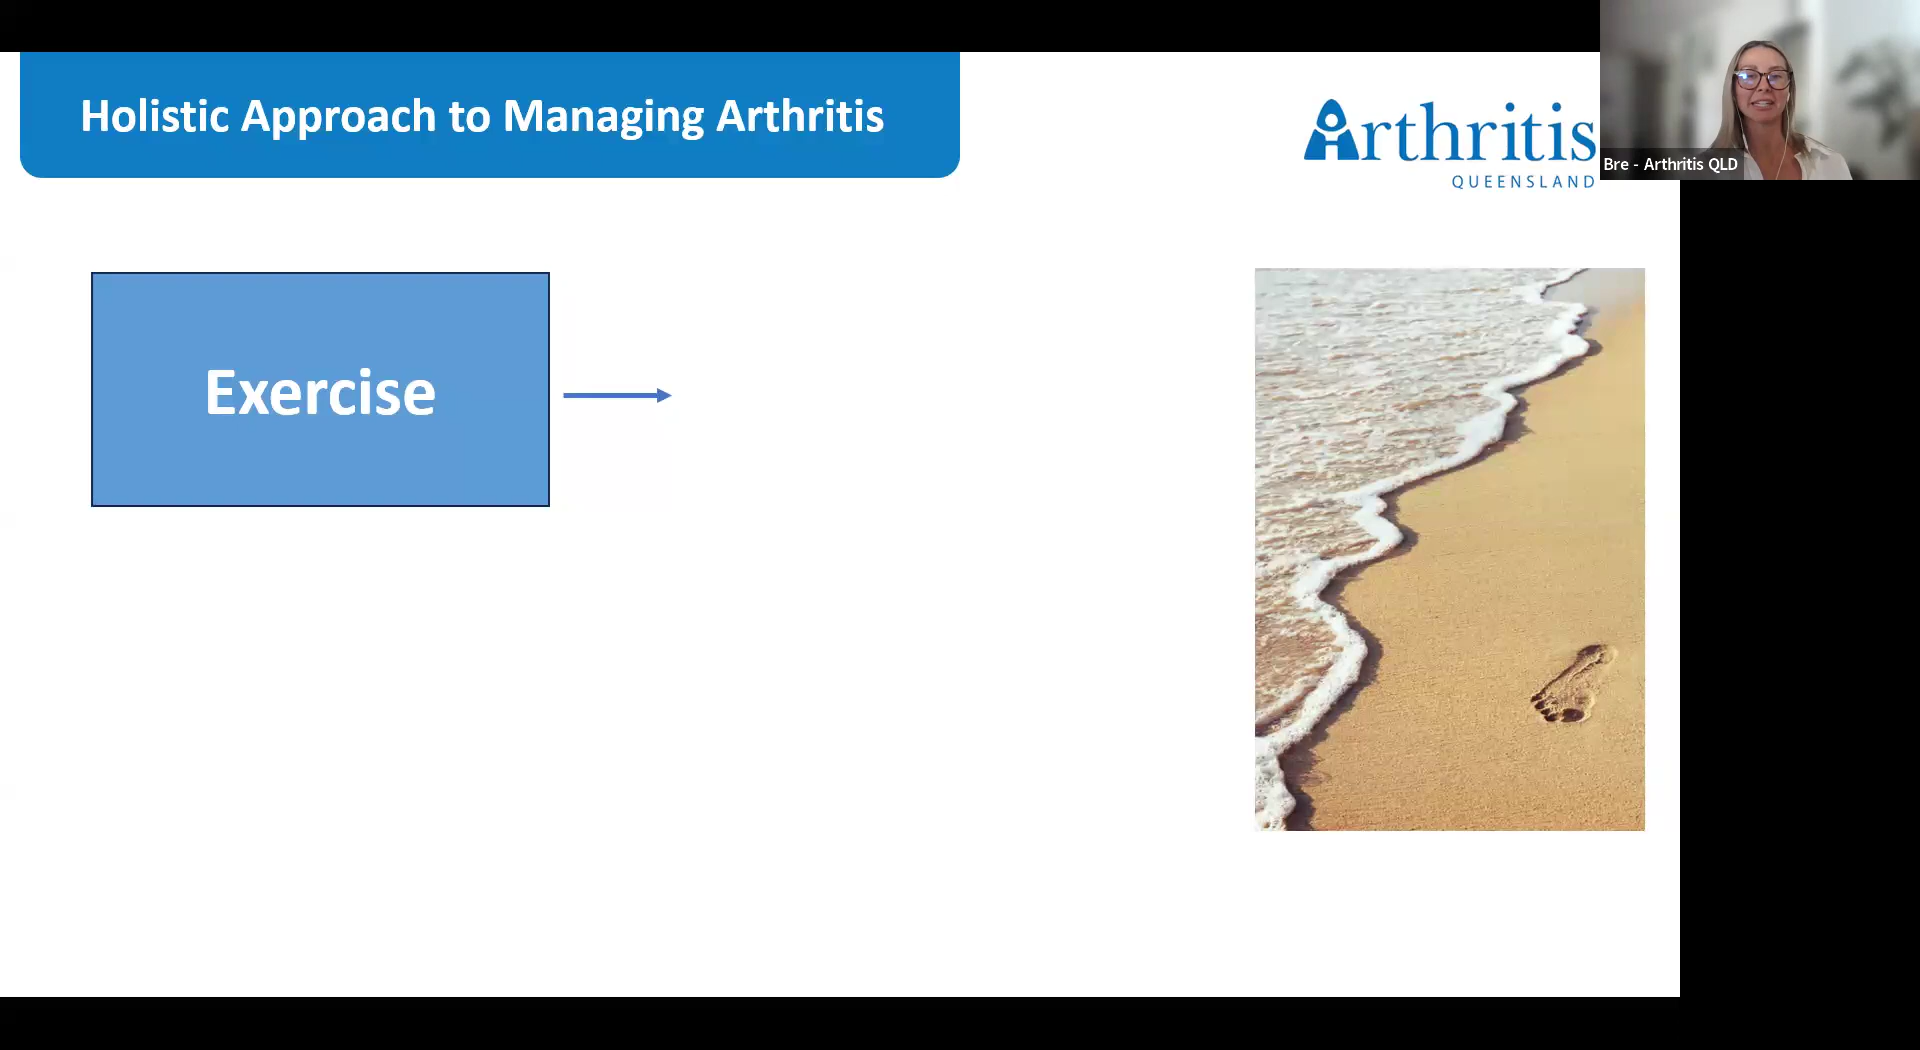 Holistic Approach to Managing Arthritis
Arthritis
QUEENSLAND
Bre - Arthritis QLD
Exercise